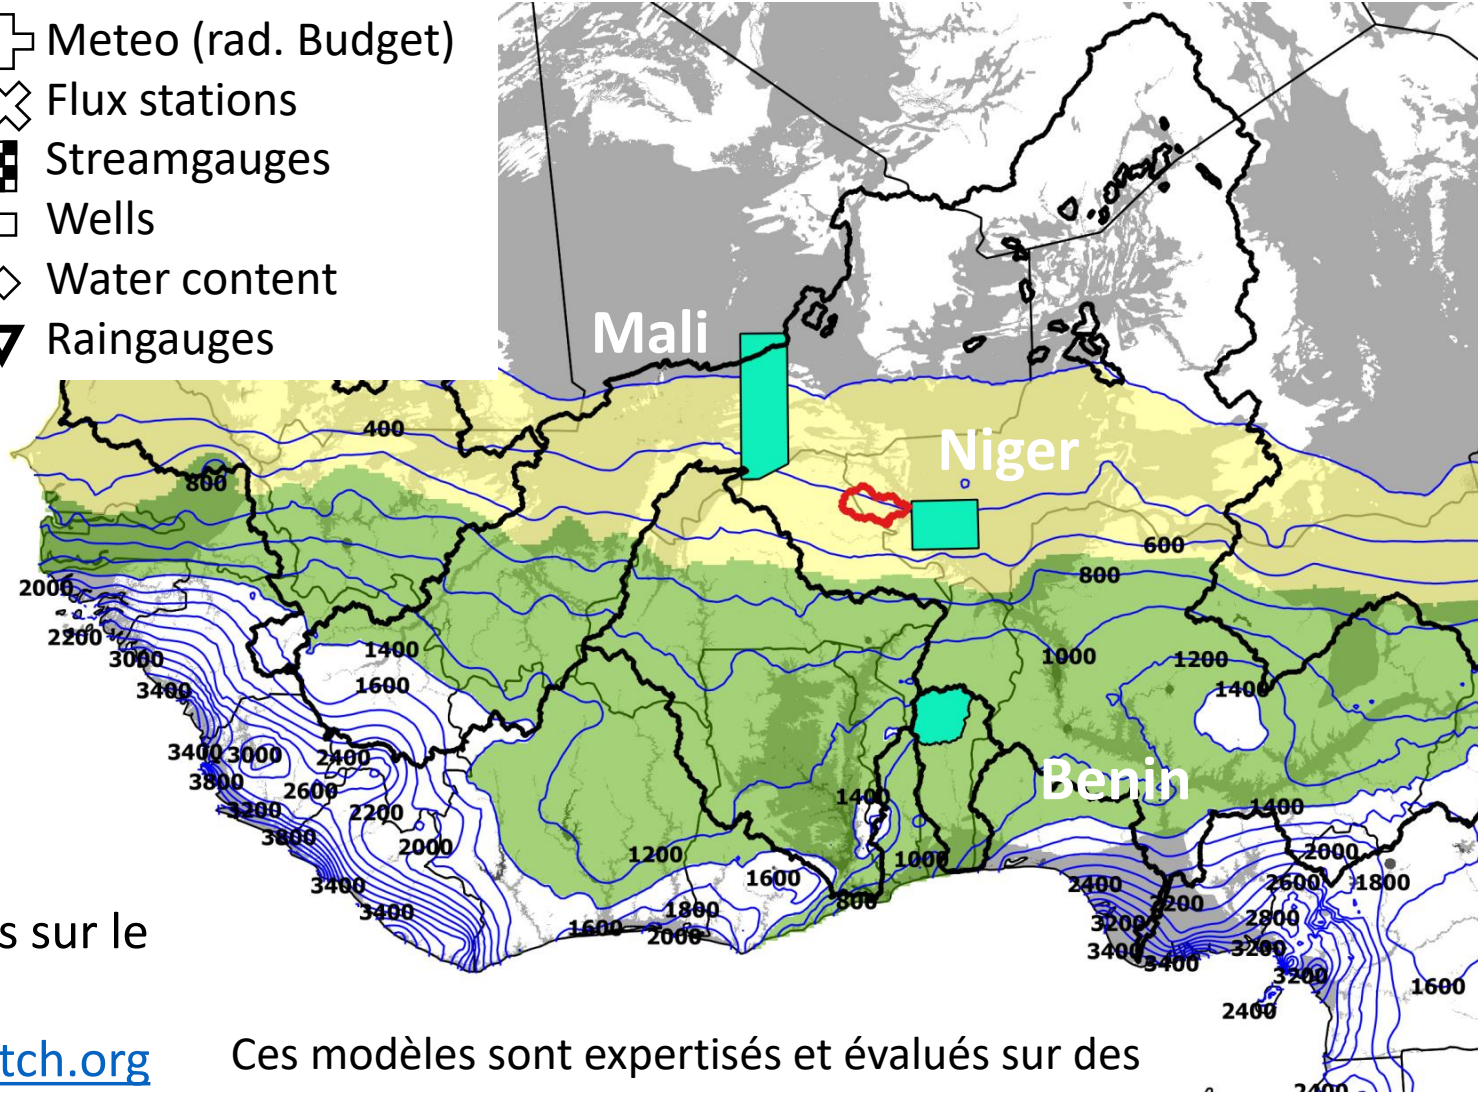 Meteo (rad. Budget)
Flux stations
Streamgauges
Wells
Water content
Raingauges
Mali
Niger
Benin
400
800
600
800
2000
2200
3000
3400
1400
1600
1000
1200
1400
3400 3000 2400
3800 2600
3200 2200
3800 2000
3400
3400
1200
1600
1800
1600 2000
1400
1000
800
1400
2000
2400 2600 1800
2200
3200 2800
3400 3400 3200
3200
2400 1600
2400
s sur le
tch.org
Ces modèles sont expertisés et évalués sur des